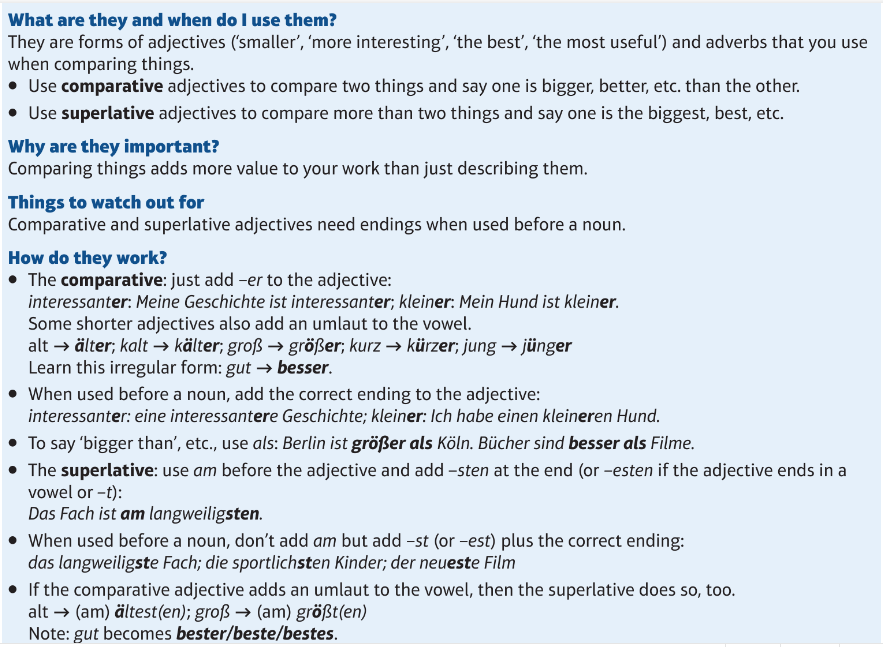 What are they and when do I use them?
They are forms of adjectives (‘smaller’, ‘more interesting’, ‘the best’, ‘the most useful’) and adverbs that you use
when comparing things.
• Use comparative adjectives to compare two things and say one is bigger, better, etc. than the other.
• Use superlative adjectives to compare more than two things and say one is the biggest, best, etc.
Why are they important?
Comparing things adds more value to your work than just describing them.
Things to watch out for
Comparative and superlative adjectives need endings when used before a noun.
How do they work?
• The comparative: just add –er to the adjective:
interessanter: Meine Geschichte ist interessanter; kleiner: Mein Hund ist kleiner.
Some shorter adjectives also add an umlaut to the vowel.
alt → älter; kalt → kälter; groß → größer; kurz → kürzer; jung → jünger
Learn this irregular form: gut → besser.
• When used before a noun, add the correct ending to the adjective:
interessanter: eine interessantere Geschichte; kleiner: Ich habe einen kleineren Hund.
• To say ‘bigger than’, etc., use als: Berlin ist größer als Köln. Bücher sind besser als Filme.
• The superlative: use am before the adjective and add –sten at the end (or –esten if the adjective ends in a
vowel or –t):
Das Fach ist am langweiligsten.
• When used before a noun, don’t add am but add –st (or –est) plus the correct ending:
das langweiligste Fach; die sportlichsten Kinder; der neueste Film
• If the comparative adjective adds an umlaut to the vowel, then the superlative does so, too.
alt → (am) ältest(en); groß → (am) größt(en)
Note: gut becomes bester/beste/bestes.